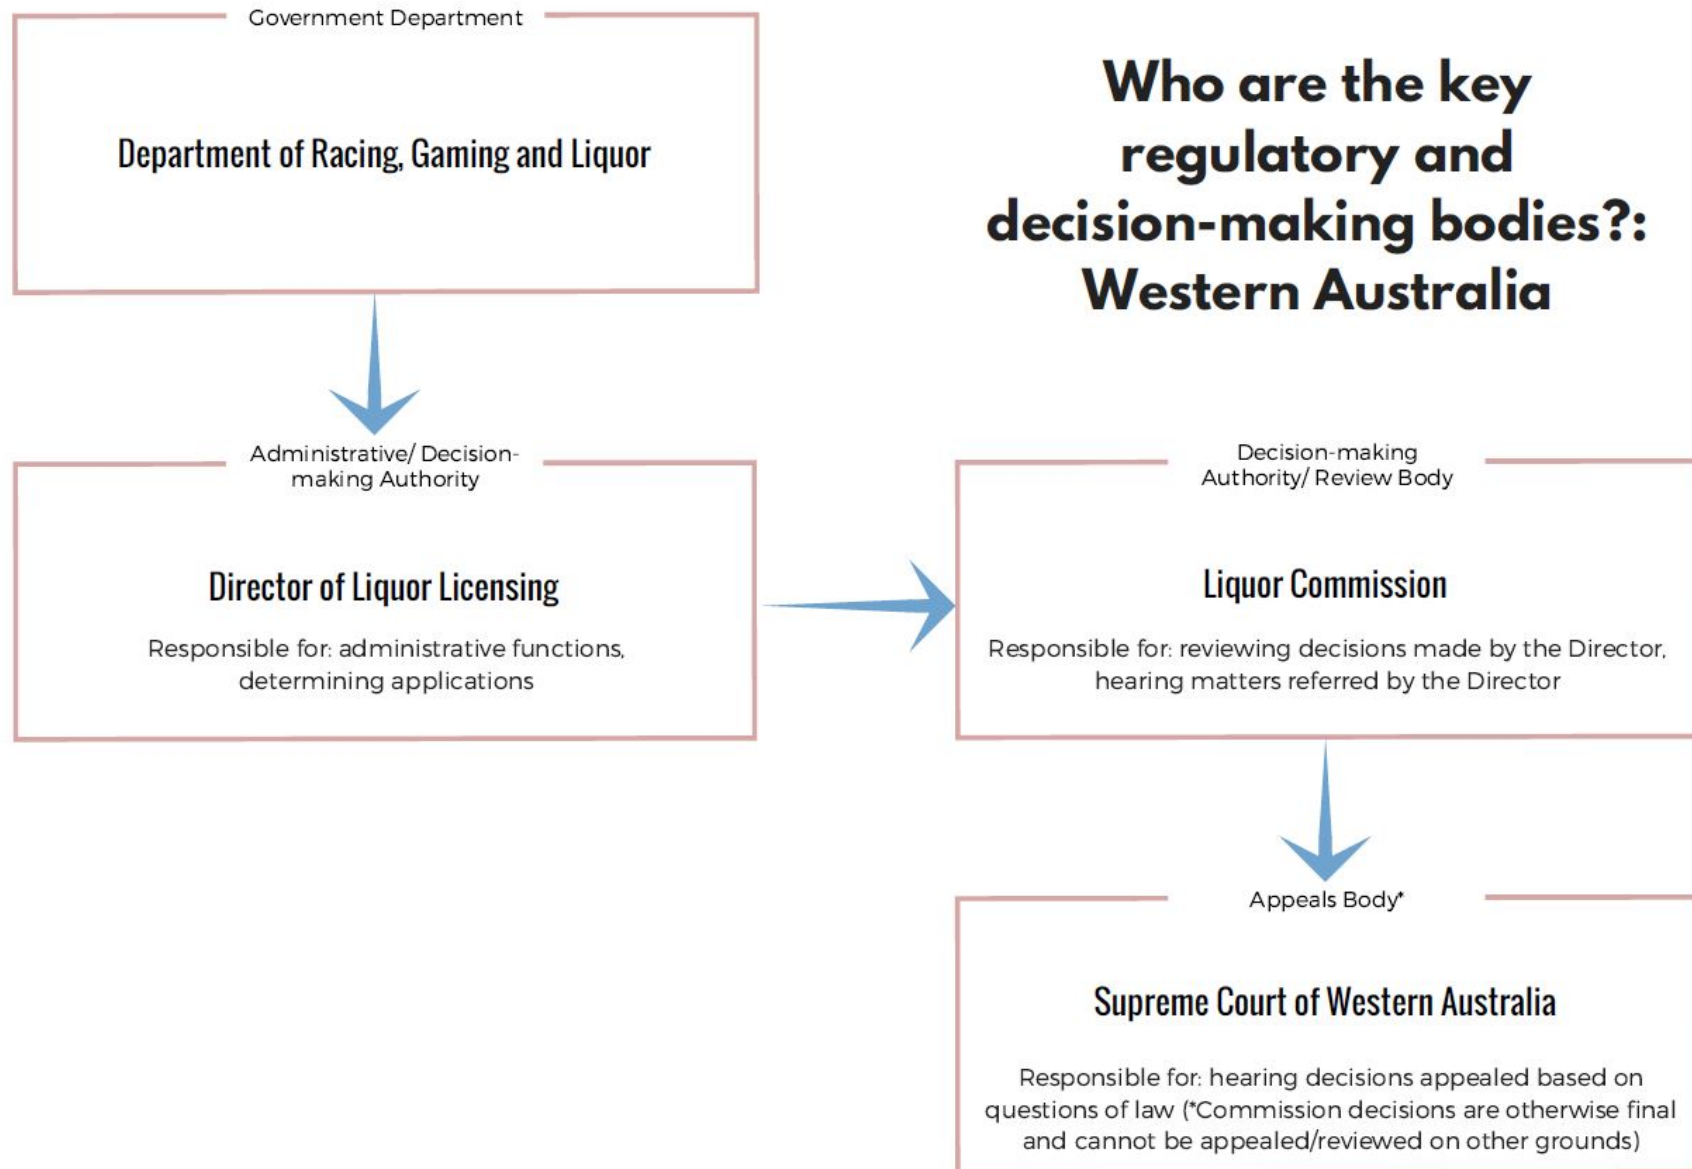 Government Department
Department of Racing, Gaming and Liquor
Who are the key
regulatory and
decision-making bodies?:
Western Australia
Administrative/ Decision-
making Authority
Director of Liquor Licensing
Responsible for: administrative functions,
determining applications
Decision-making
Authority/ Review Body
Liquor Commission
Responsible for: reviewing decisions made by the Director,
hearing matters referred by the Director
Appeals Body*
Supreme Court of Western Australia
Responsible for: hearing decisions appealed based on
questions of law (*Commission decisions are otherwise final
and cannot be appealed/reviewed on other grounds)